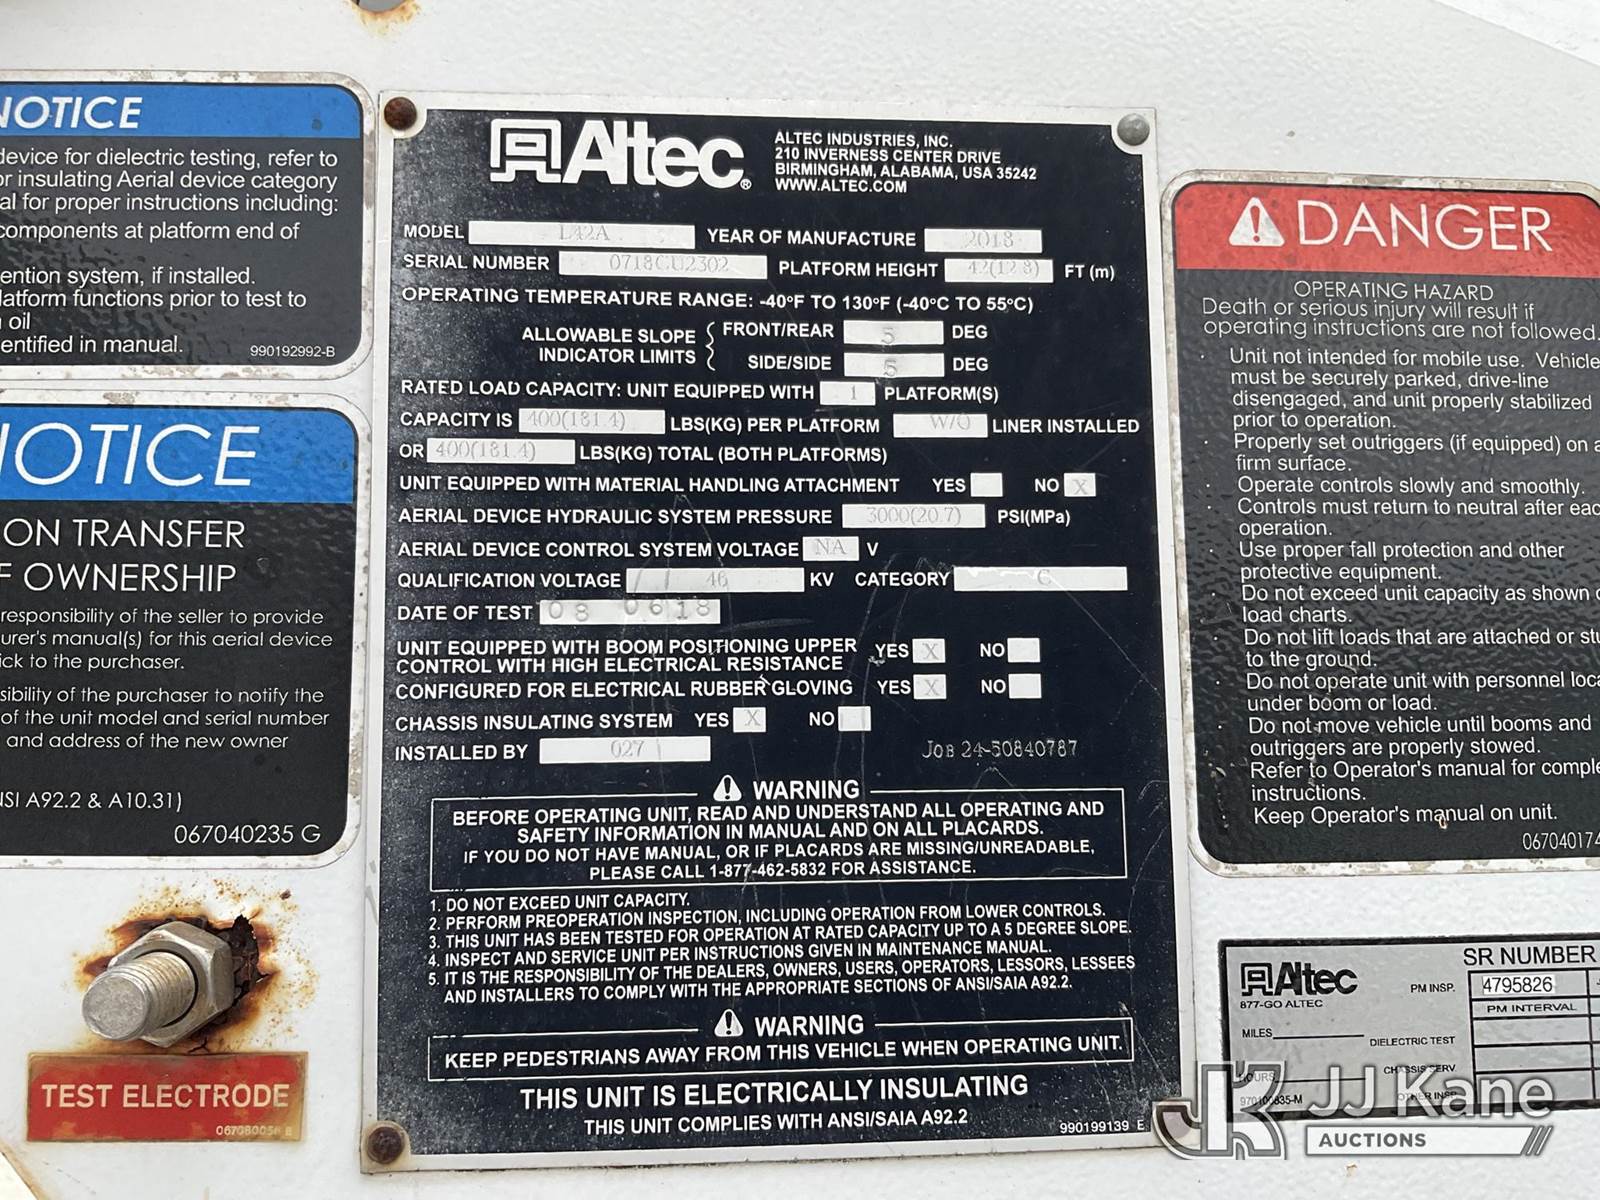 NOTICE
device for dielectric testing, refer to
or insulating Aerial device category
al for proper instructions including:
components at platform end of
ention system, if installed.
latform functions prior to test to
oil
entified in manual.
990192992-B
NOTICE
ON TRANSFER
F OWNERSHIP
responsibility of the seller to provide
urer's manual(s) for this aerial device
ick to the purchaser.
sibility of the purchaser to notify the
of the unit model and serial number
and address of the new owner
NSI A92.2 & A10.31)
067040235 G
TEST ELECTRODE
Altec®
ALTEC INDUSTRIES, INC.
210 INVERNESS CENTER DRIVE
BIRMINGHAM, ALABAMA, USA 35242
WWW.ALTEC.COM
MODEL L42A YEAR OF MANUFACTURE 2018
SERIAL NUMBER 0718CU2302 PLATFORM HEIGHT 42(12.8) FT (m)
OPERATING TEMPERATURE RANGE: -40°F TO 130°F (-40°C TO 55°C)
ALLOWABLE SLOPE INDICATOR LIMITS
FRONT/REAR 5 DEG
SIDE/SIDE 5 DEG
RATED LOAD CAPACITY: UNIT EQUIPPED WITH 1 PLATFORM(S)
CAPACITY IS 400(181.4) LBS(KG) PER PLATFORM W/O LINER INSTALLED
OR 400(181.4) LBS(KG) TOTAL (BOTH PLATFORMS)
UNIT EQUIPPED WITH MATERIAL HANDLING ATTACHMENT YES NO X
AERIAL DEVICE HYDRAULIC SYSTEM PRESSURE 3000(20.7) PSI(MPa)
AERIAL DEVICE CONTROL SYSTEM VOLTAGE NA V
QUALIFICATION VOLTAGE 46 KV CATEGORY C
DATE OF TEST 08 0618
UNIT EQUIPPED WITH BOOM POSITIONING UPPER
CONTROL WITH HIGH ELECTRICAL RESISTANCE YES X NO
CONFIGURED FOR ELECTRICAL RUBBER GLOVING YES X NO
CHASSIS INSULATING SYSTEM YES X NO
INSTALLED BY 027 JOB 24-50840787
WARNING
BEFORE OPERATING UNIT, READ AND UNDERSTAND ALL OPERATING AND
SAFETY INFORMATION IN MANUAL AND ON ALL PLACARDS.
IF YOU DO NOT HAVE MANUAL, OR IF PLACARDS ARE MISSING/UNREADABLE,
PLEASE CALL 1-877-462-5832 FOR ASSISTANCE.
1. DO NOT EXCEED UNIT CAPACITY.
2. PERFORM PREOPERATION INSPECTION, INCLUDING OPERATION FROM LOWER CONTROLS.
3. THIS UNIT HAS BEEN TESTED FOR OPERATION AT RATED CAPACITY UP TO A 5 DEGREE SLOPE.
4. INSPECT AND SERVICE UNIT PER INSTRUCTIONS GIVEN IN MAINTENANCE MANUAL.
5. IT IS THE RESPONSIBILITY OF THE DEALERS, OWNERS, USERS, OPERATORS, LESSORS, LESSEES
AND INSTALLERS TO COMPLY WITH THE APPROPRIATE SECTIONS OF ANSI/SAIA A92.2.
WARNING
KEEP PEDESTRIANS AWAY FROM THIS VEHICLE WHEN OPERATING UNIT.
THIS UNIT IS ELECTRICALLY INSULATING
THIS UNIT COMPLIES WITH ANSI/SAIA A92.2
990199139 E
DANGER
OPERATING HAZARD
Death or serious injury will result if
operating instructions are not followed.
· Unit not intended for mobile use. Vehicle
must be securely parked, drive-line
disengaged, and unit properly stabilized
prior to operation.
· Properly set outriggers (if equipped) on a
firm surface.
· Operate controls slowly and smoothly.
· Controls must return to neutral after each
operation.
· Use proper fall protection and other
protective equipment.
· Do not exceed unit capacity as shown o
load charts.
· Do not lift loads that are attached or stu
to the ground.
· Do not operate unit with personnel loca
under boom or load.
· Do not move vehicle until booms and
outriggers are properly stowed.
· Refer to Operator's manual for comple
instructions.
· Keep Operator's manual on unit.
067040174
Altec
877-GO ALTEC
SR NUMBER
PM INSP. 4795826
PM INTERVAL
MILES
DIELECTRIC TEST
HOURS
CHASSIS SERV.
970100835-M
OTHER INSP.
JJ Kane
AUCTIONS